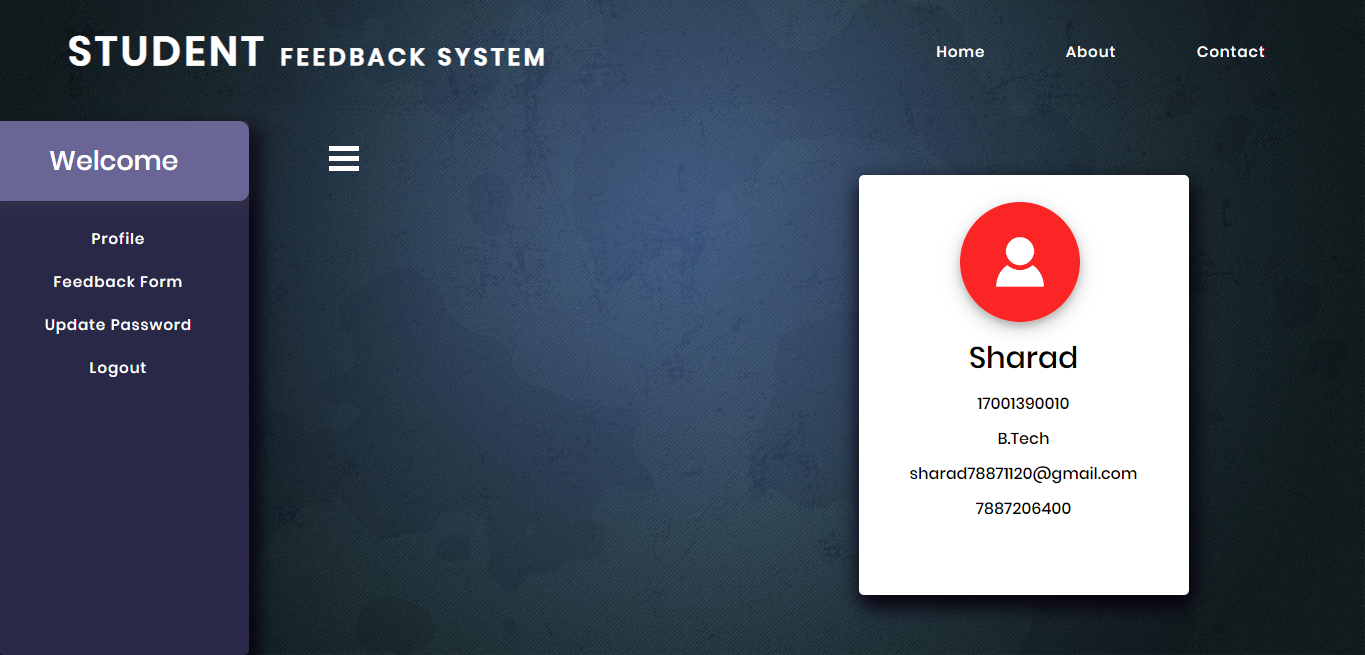 STUDENT FEEDBACK SYSTEM
Home About Contact
Welcome
Profile
Feedback Form
Update Password
Logout
Sharad
17001390010
B.Tech
sharad78871120@gmail.com
7887206400